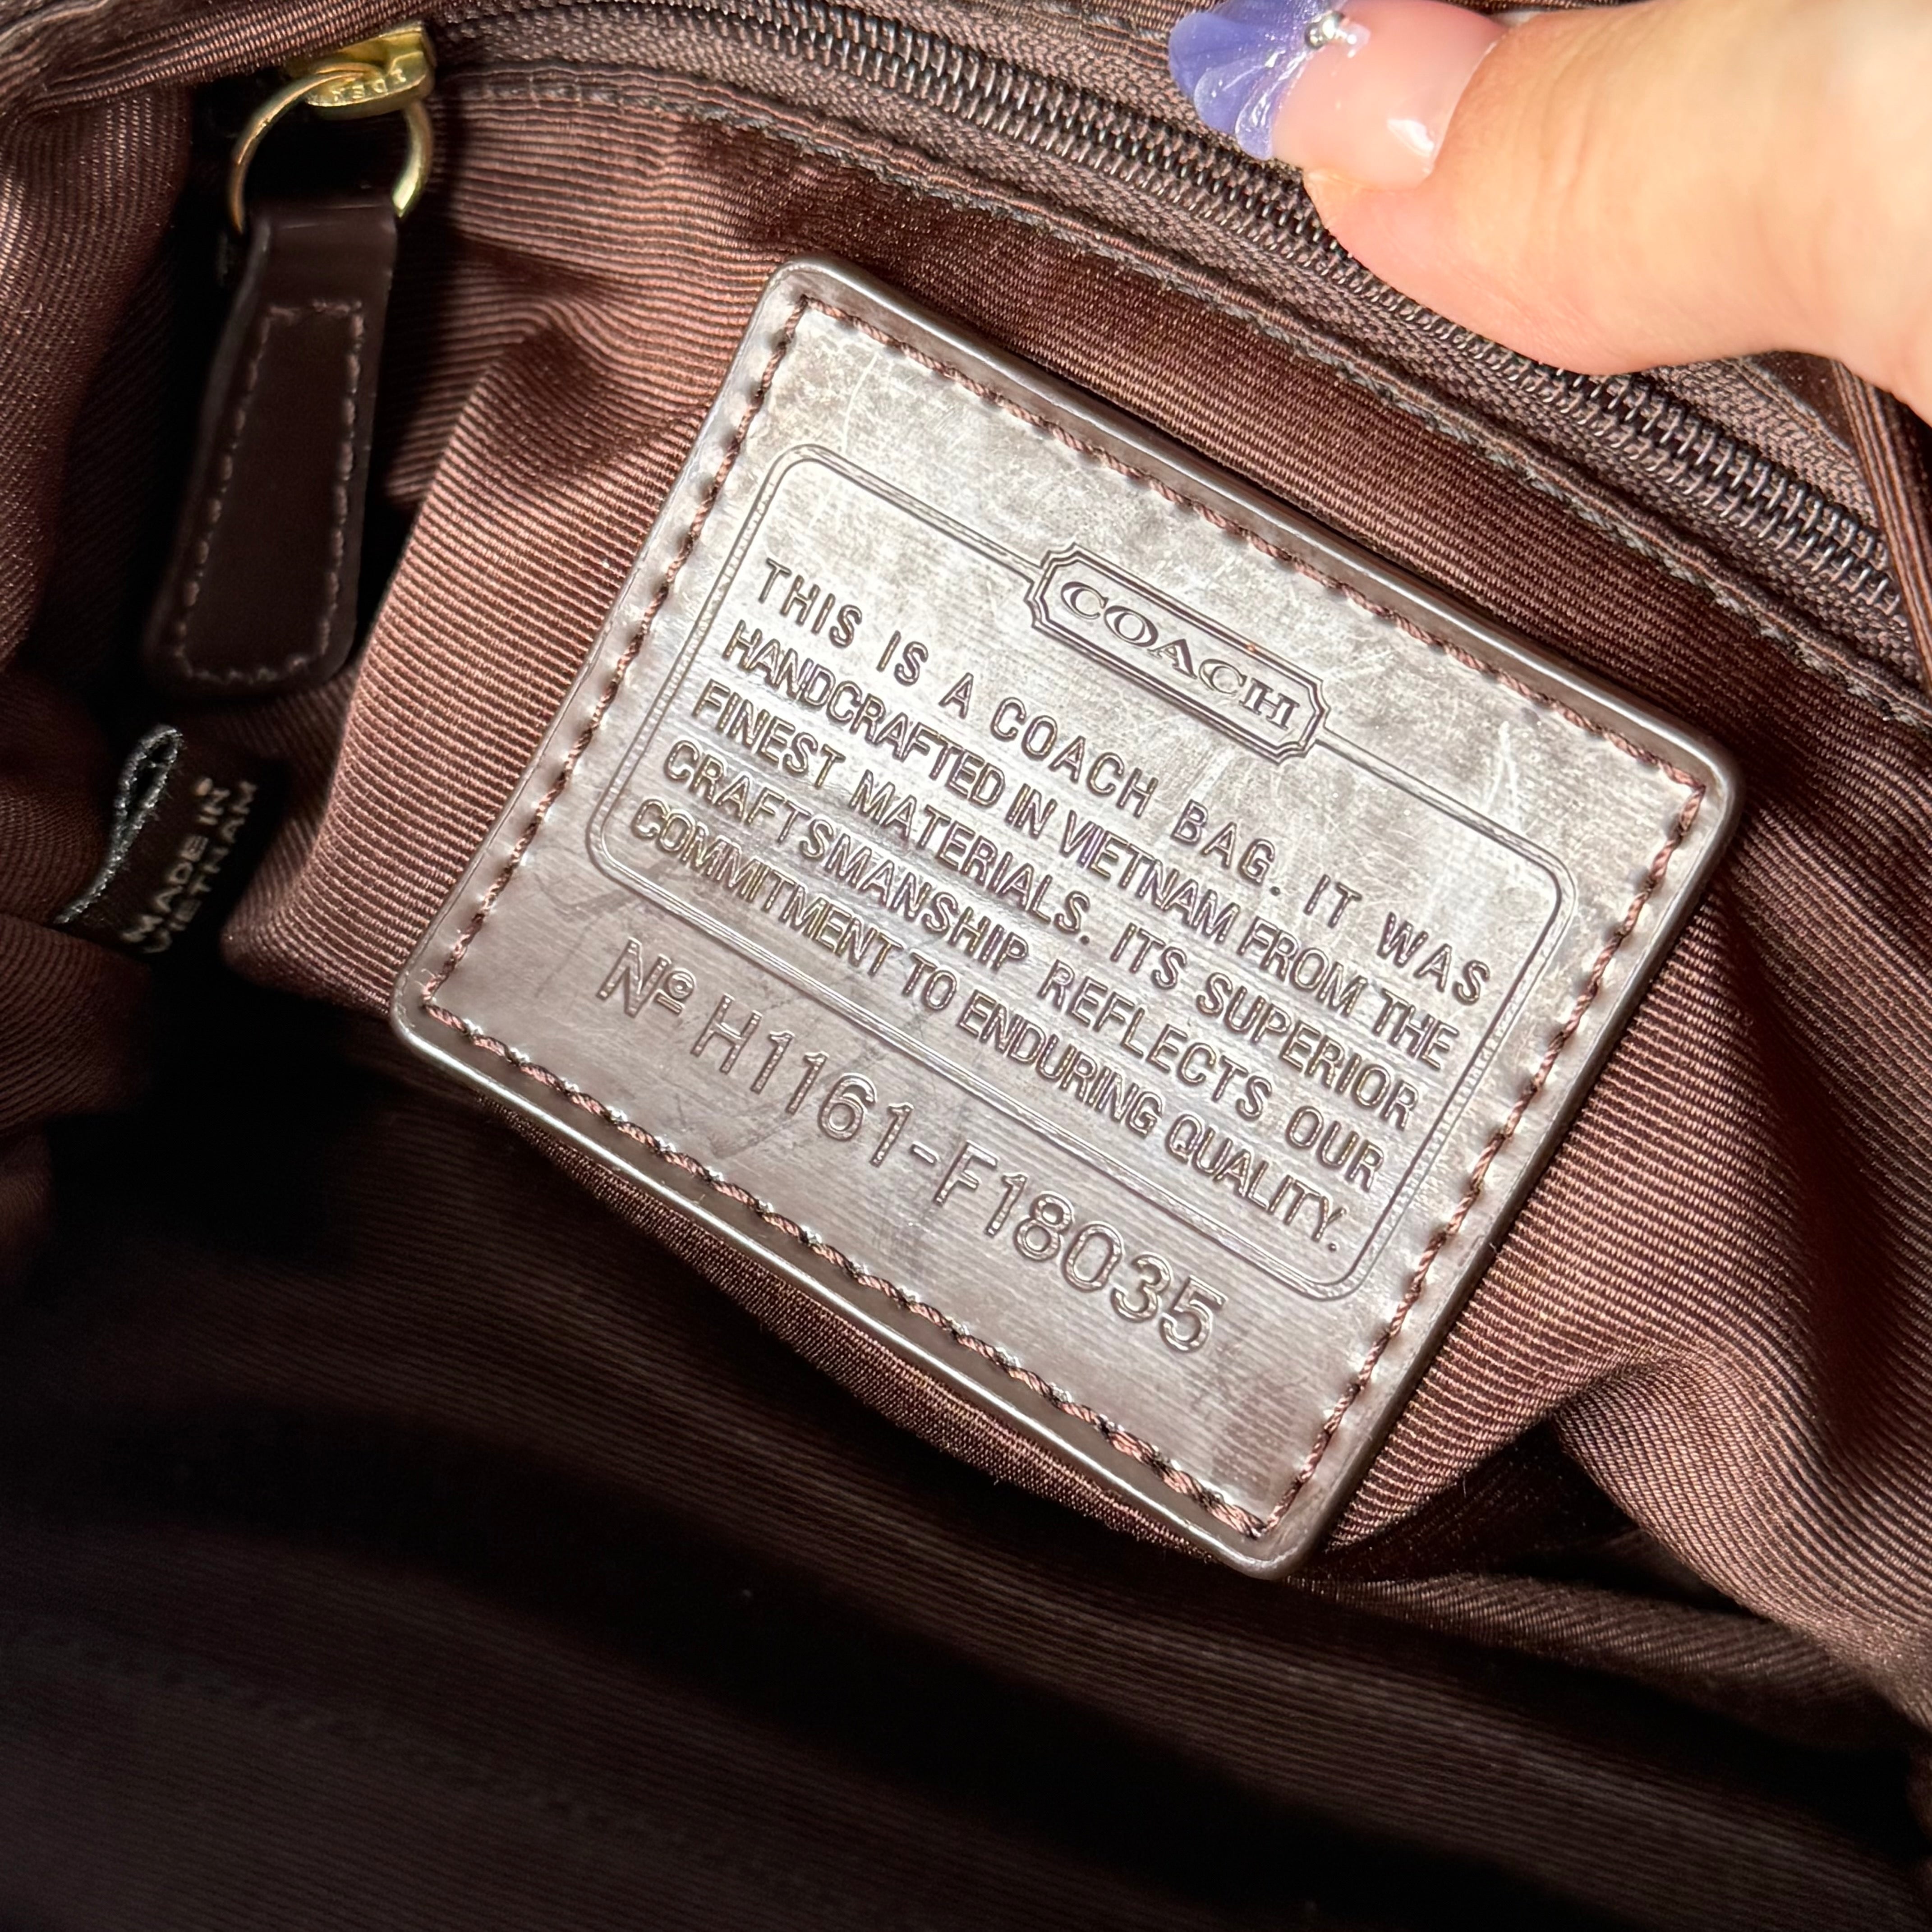 COACH
THIS IS A COACH BAG. IT WAS
HANDCRAFTED IN VIETNAM FROM THE
FINEST MATERIALS. ITS SUPERIOR
CRAFTSMANSHIP REFLECTS OUR
COMMITMENT TO ENDURING QUALITY.
Nº H1161-F18035
MADE IN
VIETNAM